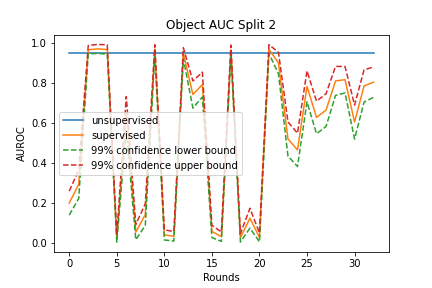 Object AUC Split 2
AUROC
1.0
0.8
0.6
0.4
0.2
0.0
unsupervised
supervised
99% confidence lower bound
99% confidence upper bound
0 5 10 15 20 25 30
Rounds